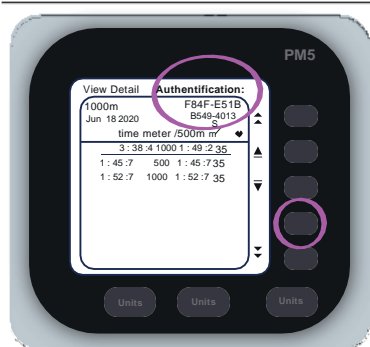 PM5
View Detail Authentification:
1000m F84F-E51B
Jun 18 2020 B549-4013
S
time meter /500m m
3 : 38 :4 1000 1 : 49 :2 35
1 : 45 :7 500 1 : 45 :7 35
1 : 52 :7 1000 1 : 52 :7 35
Units Units Units